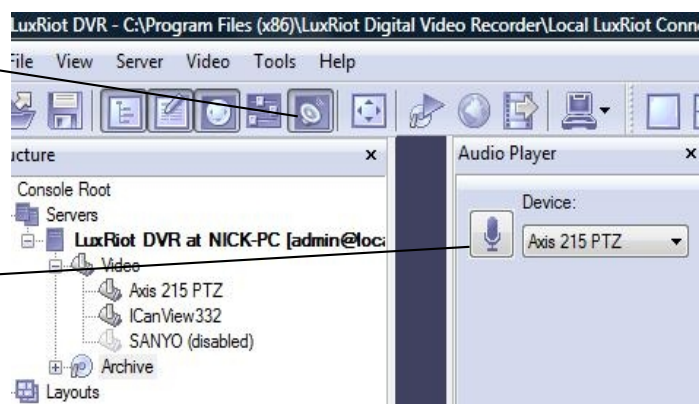 LuxRiot DVR - C:\Program Files (x86)\LuxRiot Digital Video Recorder\Local LuxRiot Conn
File View Server Video Tools Help
ucture x
Audio Player x
Console Root
Servers
LuxRiot DVR at NICK-PC [admin@loca
Video
Axis 215 PTZ
ICanView332
SANYO (disabled)
Archive
Layouts
Device:
Axis 215 PTZ